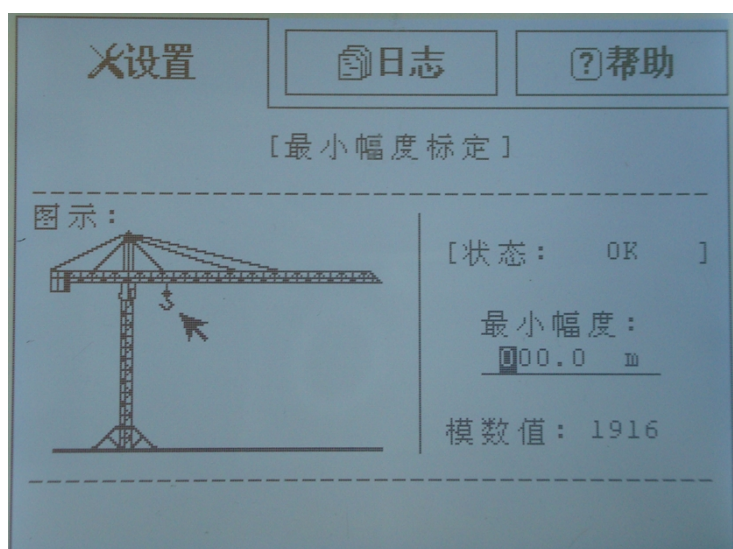 设置 日志 ?帮助
[最小幅度标定]
图示:
[状态: OK ]
最小幅度:
000.0 m
模数值: 1916